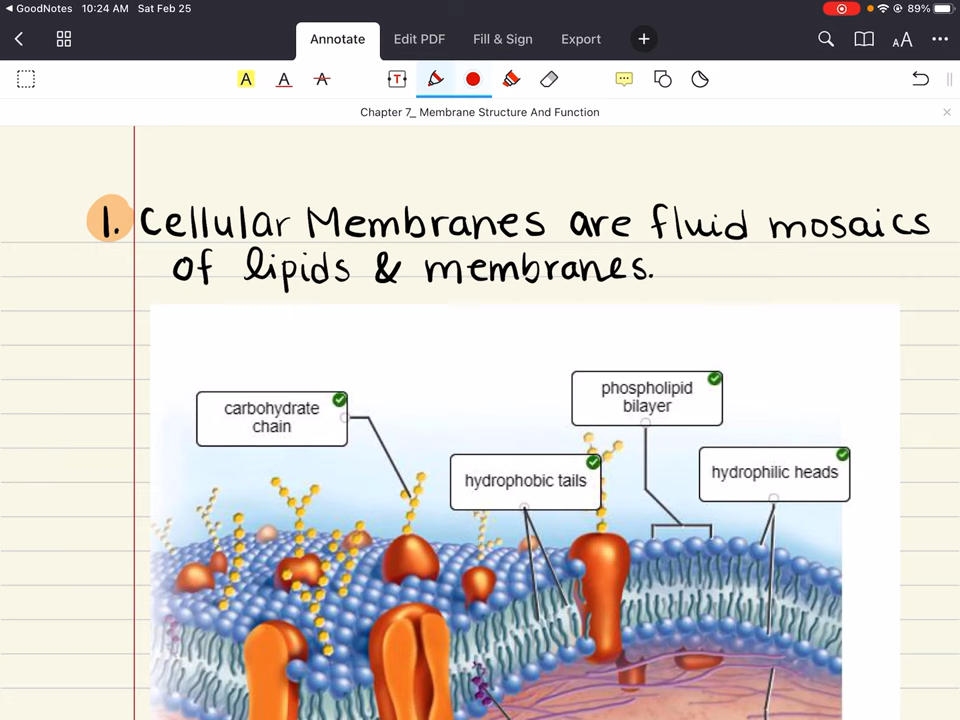 GoodNotes 10:24 AM Sat Feb 25 89%
Annotate Edit PDF Fill & Sign Export
A A A T AA
Chapter 7_ Membrane Structure And Function
1. Cellular Membranes are fluid mosaics
of lipids & membranes.
phospholipid
bilayer
carbohydrate
chain
hydrophobic tails
hydrophilic heads